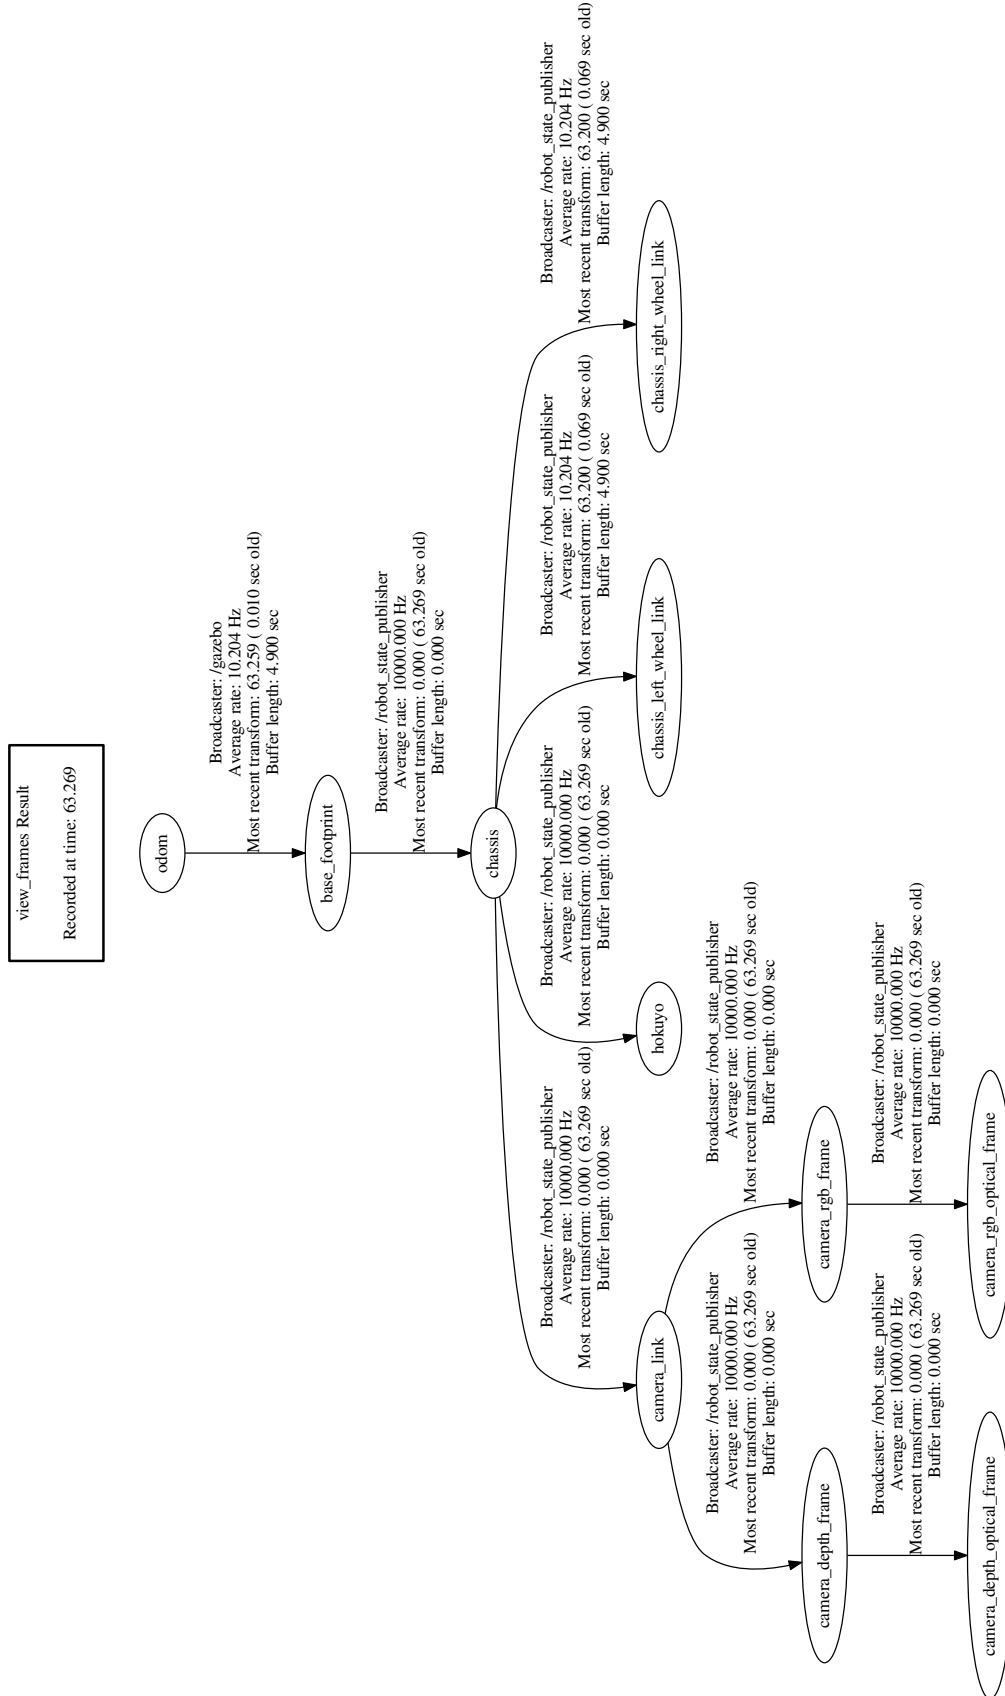 view_frames Result
Recorded at time: 63.269
odom
Broadcaster: /gazebo
Average rate: 10.204 Hz
Most recent transform: 63.259 ( 0.010 sec old)
Buffer length: 4.900 sec
base_footprint
Broadcaster: /robot_state_publisher
Average rate: 10000.000 Hz
Most recent transform: 0.000 ( 63.269 sec old)
Buffer length: 0.000 sec
chassis
Broadcaster: /robot_state_publisher
Average rate: 10000.000 Hz
Most recent transform: 0.000 ( 63.269 sec old)
Buffer length: 0.000 sec
Broadcaster: /robot_state_publisher
Average rate: 10000.000 Hz
Most recent transform: 0.000 ( 63.269 sec old)
Buffer length: 0.000 sec
Broadcaster: /robot_state_publisher
Average rate: 10.204 Hz
Most recent transform: 63.200 ( 0.069 sec old)
Buffer length: 4.900 sec
Broadcaster: /robot_state_publisher
Average rate: 10.204 Hz
Most recent transform: 63.200 ( 0.069 sec old)
Buffer length: 4.900 sec
camera_link
hokuyo
chassis_left_wheel_link
chassis_right_wheel_link
Broadcaster: /robot_state_publisher
Average rate: 10000.000 Hz
Most recent transform: 0.000 ( 63.269 sec old)
Buffer length: 0.000 sec
Broadcaster: /robot_state_publisher
Average rate: 10000.000 Hz
Most recent transform: 0.000 ( 63.269 sec old)
Buffer length: 0.000 sec
camera_depth_frame
camera_rgb_frame
Broadcaster: /robot_state_publisher
Average rate: 10000.000 Hz
Most recent transform: 0.000 ( 63.269 sec old)
Buffer length: 0.000 sec
Broadcaster: /robot_state_publisher
Average rate: 10000.000 Hz
Most recent transform: 0.000 ( 63.269 sec old)
Buffer length: 0.000 sec
camera_depth_optical_frame
camera_rgb_optical_frame